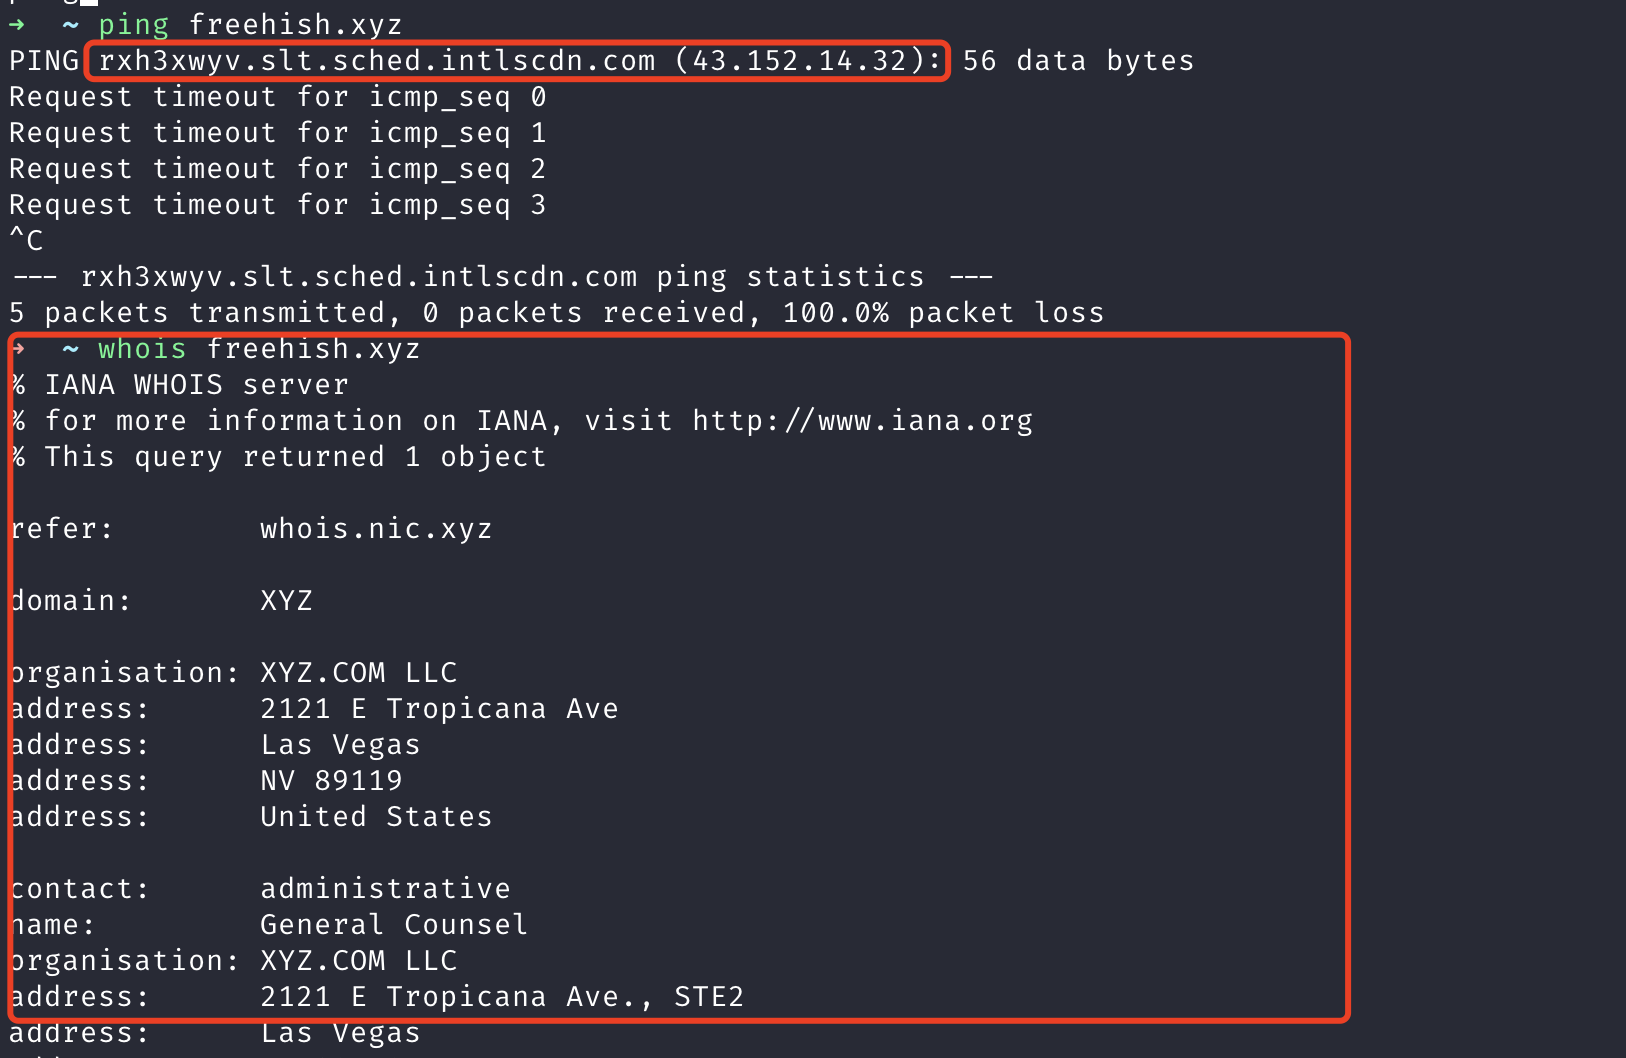 → ~ ping freehish.xyz
PING rxh3xwyv.slt.sched.intlscdn.com (43.152.14.32): 56 data bytes
Request timeout for icmp_seq 0
Request timeout for icmp_seq 1
Request timeout for icmp_seq 2
Request timeout for icmp_seq 3
^C
--- rxh3xwyv.slt.sched.intlscdn.com ping statistics ---
5 packets transmitted, 0 packets received, 100.0% packet loss
→ ~ whois freehish.xyz
% IANA WHOIS server
% for more information on IANA, visit http://www.iana.org
% This query returned 1 object
refer: whois.nic.xyz
domain: XYZ
organisation: XYZ.COM LLC
address: 2121 E Tropicana Ave
address: Las Vegas
address: NV 89119
address: United States
contact: administrative
name: General Counsel
organisation: XYZ.COM LLC
address: 2121 E Tropicana Ave., STE2
address: Las Vegas